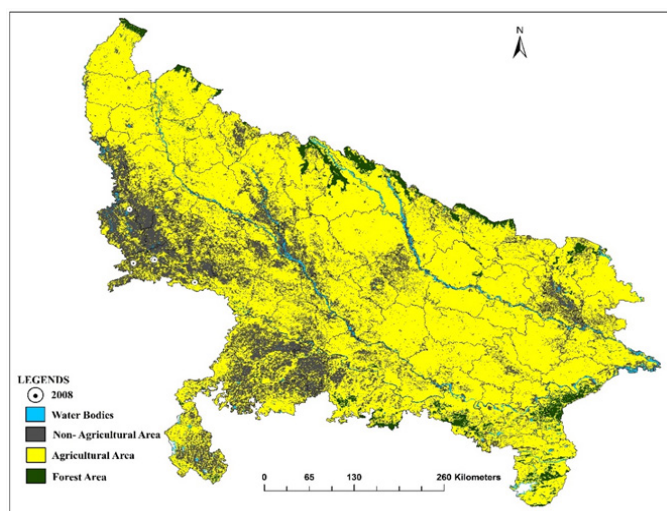 N
LEGENDS
2008
Water Bodies
Non- Agricultural Area
Agricultural Area
Forest Area
0 65 130 260 Kilometers